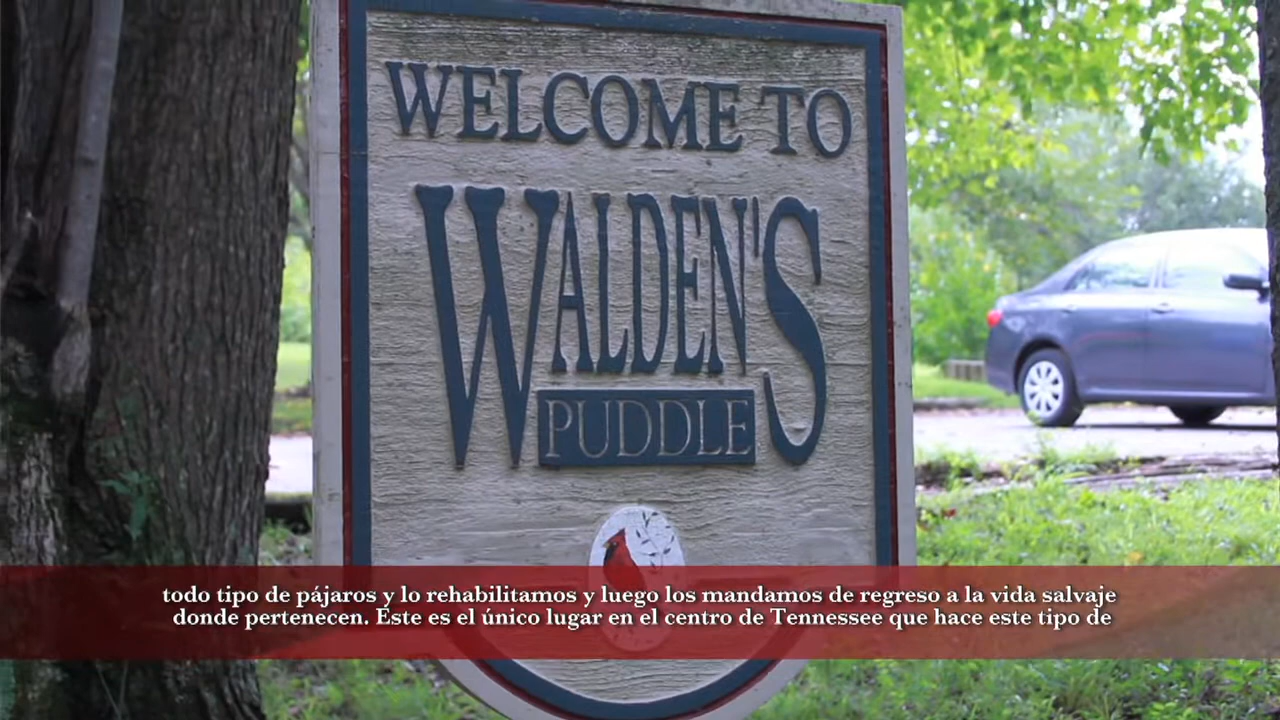 WELCOME TO
WALDEN'S
PUDDLE
todo tipo de pájaros y lo rehabilitamos y luego los mandamos de regreso a la vida salvaje
donde pertenecen. Este es el único lugar en el centro de Tennessee que hace este tipo de